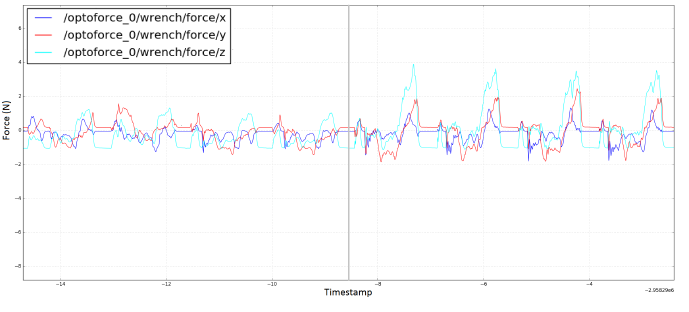 /optoforce_0/wrench/force/x
/optoforce_0/wrench/force/y
/optoforce_0/wrench/force/z
Force (N)
6
4
2
0
−2
−4
−6
−8
−14
−12
−10
−8
−6
−4
-2.95829e6
Timestamp